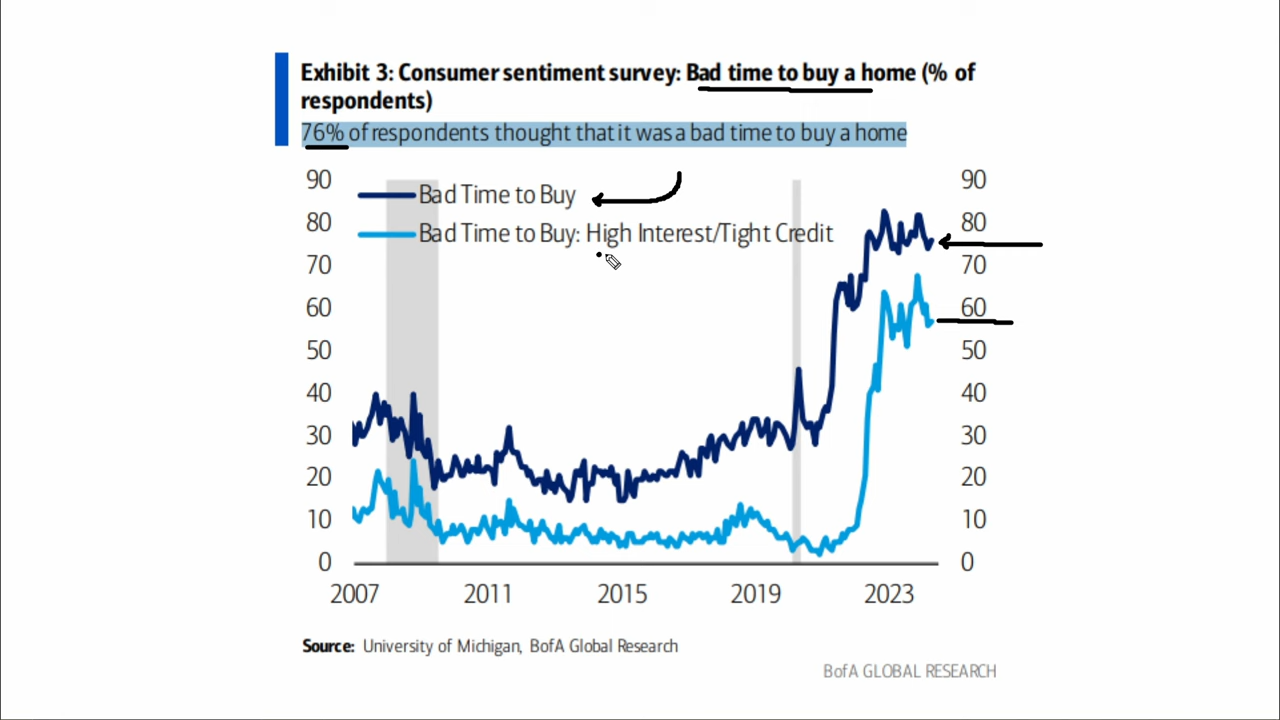 Exhibit 3: Consumer sentiment survey: Bad time to buy a home (% of
respondents)
76% of respondents thought that it was a bad time to buy a home
90 90
Bad Time to Buy
80 80
Bad Time to Buy: High Interest/Tight Credit
70 70
60 60
50 50
40 40
30 30
20 20
10 10
0 0
2007 2011 2015 2019 2023
Source: University of Michigan, BofA Global Research
BofA GLOBAL RESEARCH